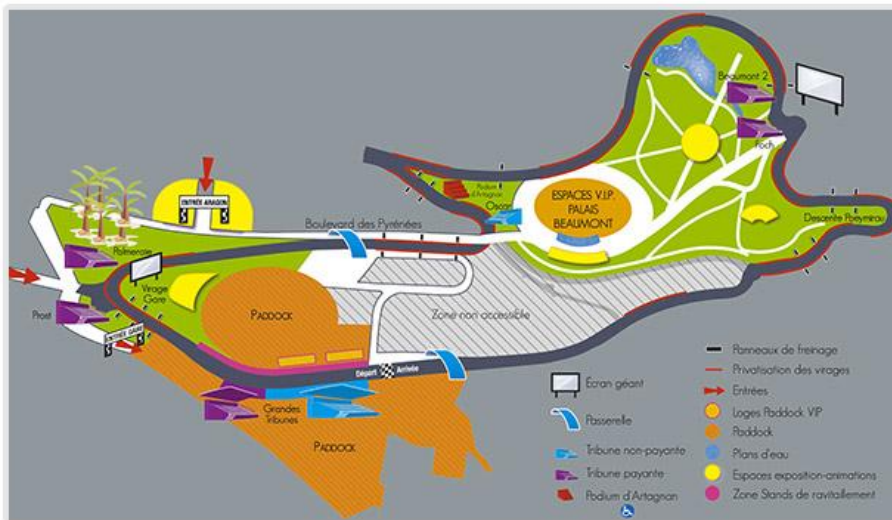 Beaumont 2
Foch
Podium
d'Artagnan
Oscar
ESPACES V.I.P.
PALAIS
BEAUMONT
ENTRÉE ARAGON
Boulevard des Pyrénées
Descente Poeymirau
Palmeraie
Virage
Gare
Prost
ENTRÉE GARE
PADDOCK
Zone non accessible
Départ
Arrivée
Grandes
Tribunes
PADDOCK
Écran géant
Passerelle
Tribune non-payante
Tribune payante
Podium d'Artagnan
Panneaux de freinage
Privatisation des virages
Entrées
Loges Paddock VIP
Paddock
Plans d'eau
Espaces exposition-animations
Zone Stands de ravitaillement